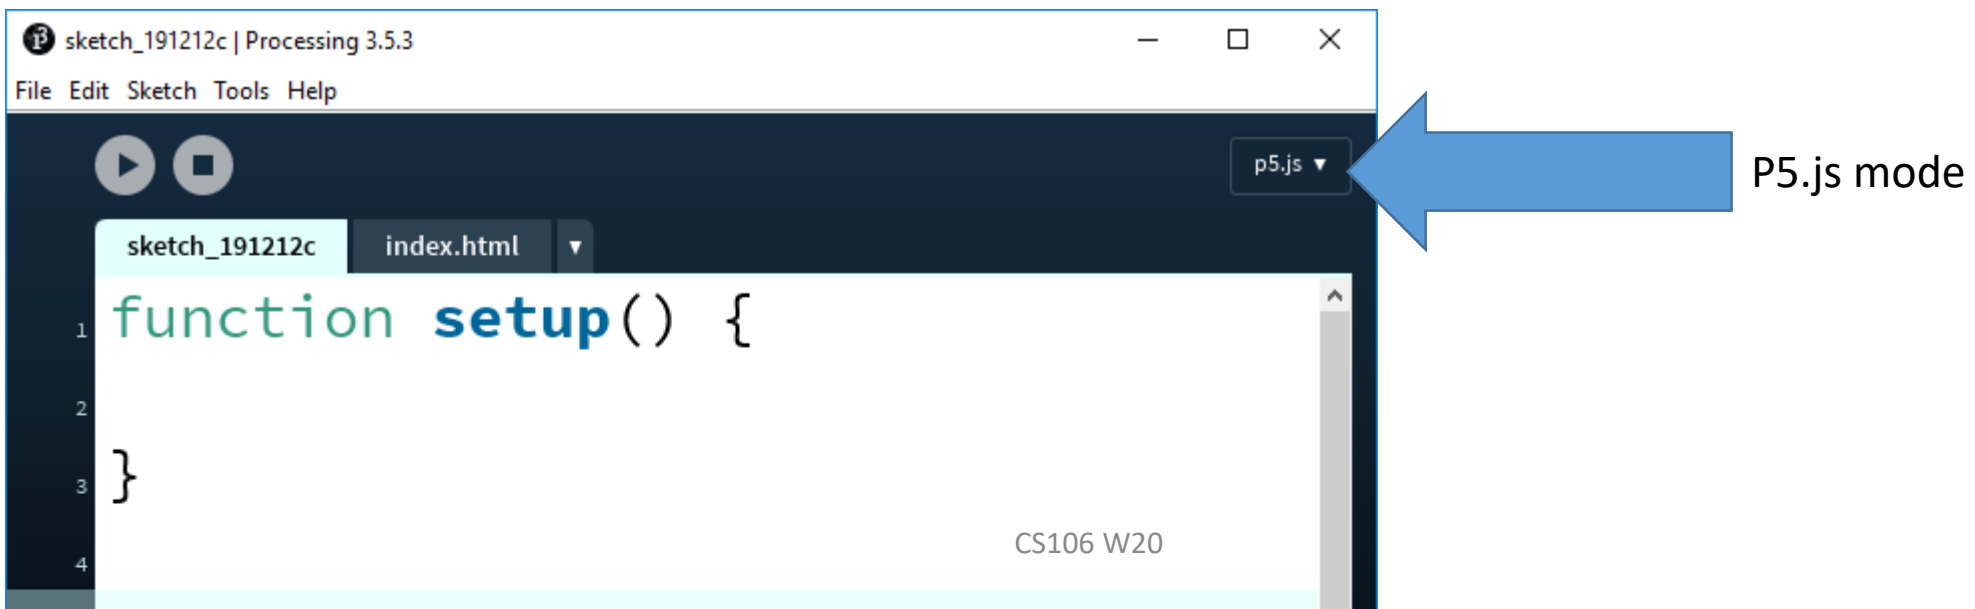 sketch_191212c | Processing 3.5.3
File Edit Sketch Tools Help
p5.js ▼
P5.js mode
sketch_191212c index.html ▼
1 function setup() {
2
3 }
CS106 W20
4